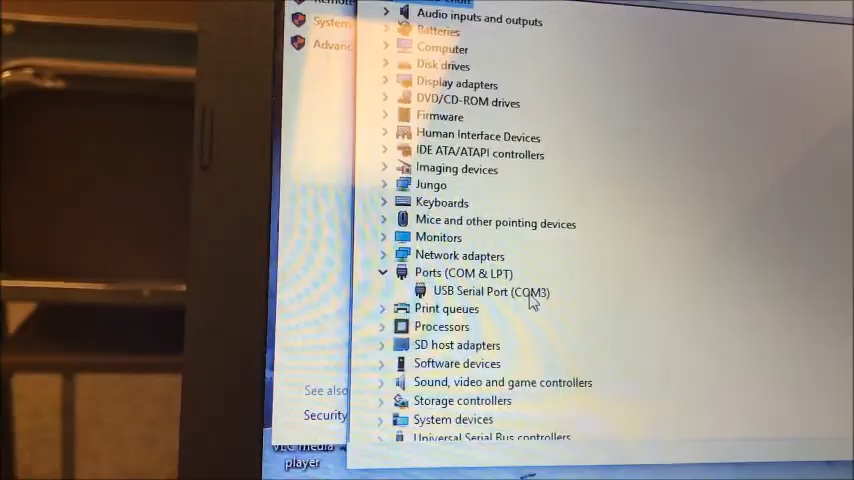 System
Advanc
Audio inputs and outputs
Batteries
Computer
Disk drives
Display adapters
DVD/CD-ROM drives
Firmware
Human Interface Devices
IDE ATA/ATAPI controllers
Imaging devices
Jungo
Keyboards
Mice and other pointing devices
Monitors
Network adapters
Ports (COM & LPT)
USB Serial Port (COM3)
Print queues
Processors
SD host adapters
Software devices
Sound, video and game controllers
Storage controllers
System devices
Universal Serial Bus controllers
See also
Security
VLC media
player